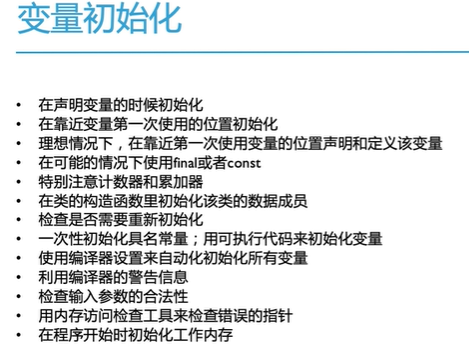 变量初始化
• 在声明变量的时候初始化
• 在靠近变量第一次使用的位置初始化
• 理想情况下，在靠近第一次使用变量的位置声明和定义该变量
• 在可能的情况下使用final或者const
• 特别注意计数器和累加器
• 在类的构造函数里初始化该类的数据成员
• 检查是否需要重新初始化
• 一次性初始化具名常量；用可执行代码来初始化变量
• 使用编译器设置来自动化初始化所有变量
• 利用编译器的警告信息
• 检查输入参数的合法性
• 用内存访问检查工具来检查错误的指针
• 在程序开始时初始化工作内存